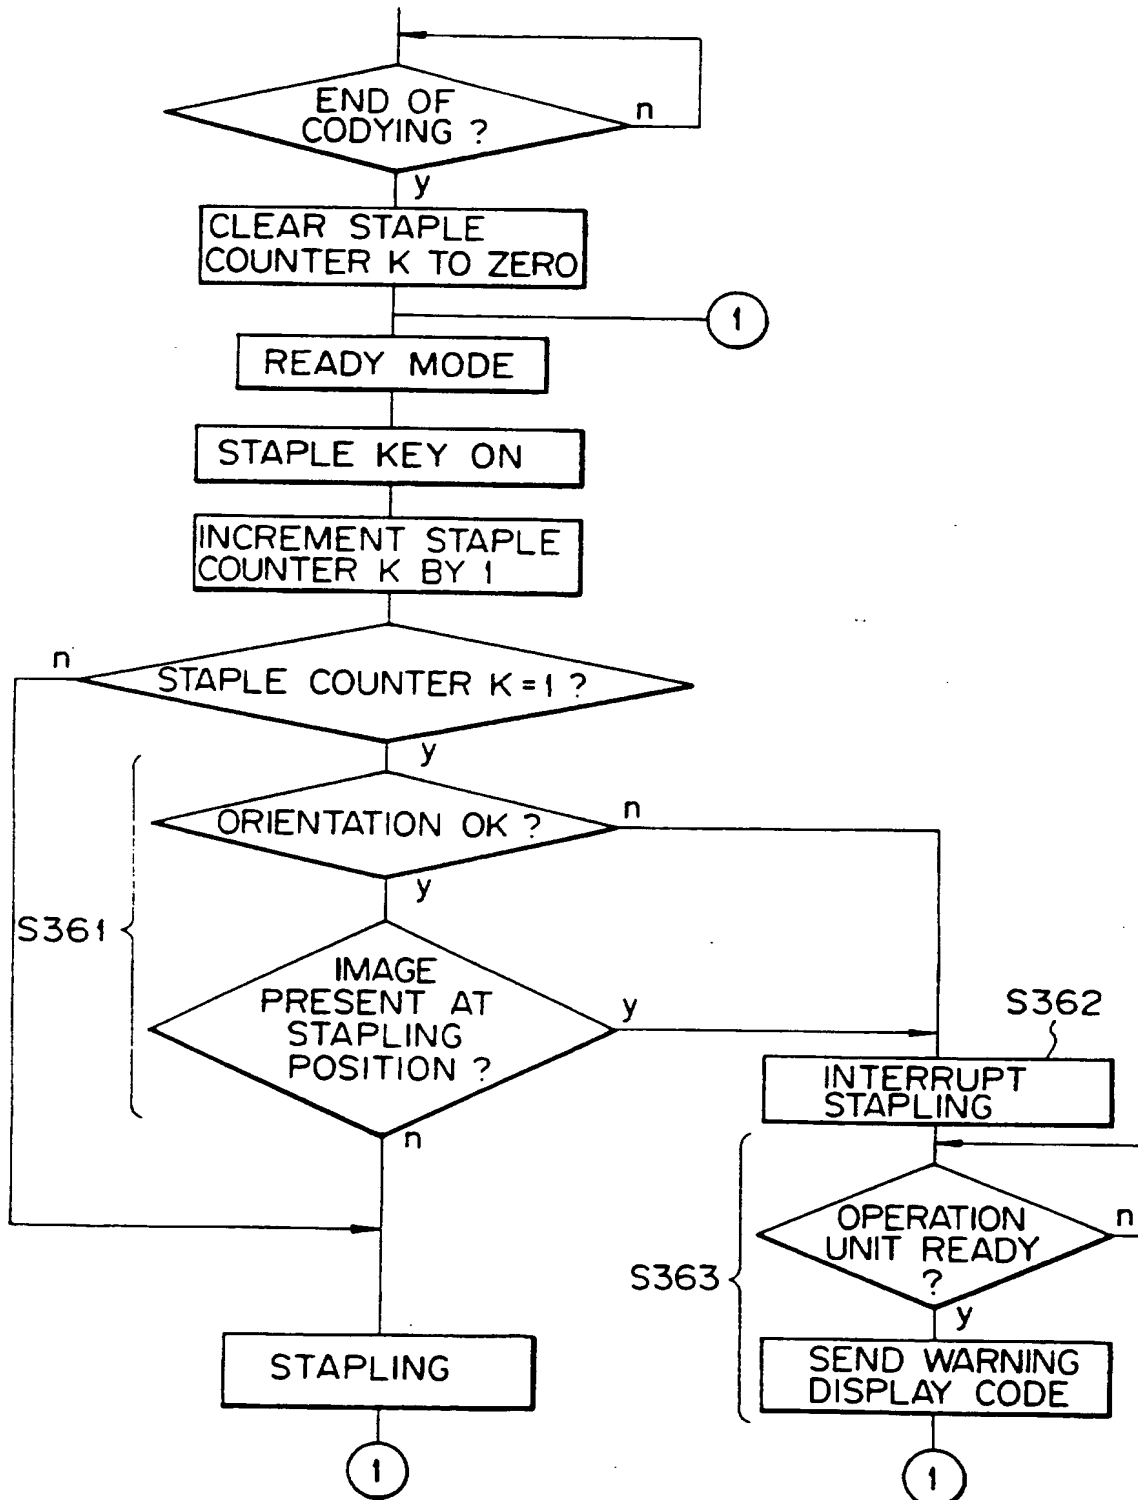 END OF
CODYING ?
n
y
CLEAR STAPLE
COUNTER K TO ZERO
1
READY MODE
STAPLE KEY ON
INCREMENT STAPLE
COUNTER K BY 1
n
STAPLE COUNTER K=1 ?
y
ORIENTATION OK ?
n
y
S361
IMAGE
PRESENT AT
STAPLING
POSITION ?
y
n
S362
INTERRUPT
STAPLING
OPERATION
UNIT READY
?
n
S363
y
STAPLING
SEND WARNING
DISPLAY CODE
1
1